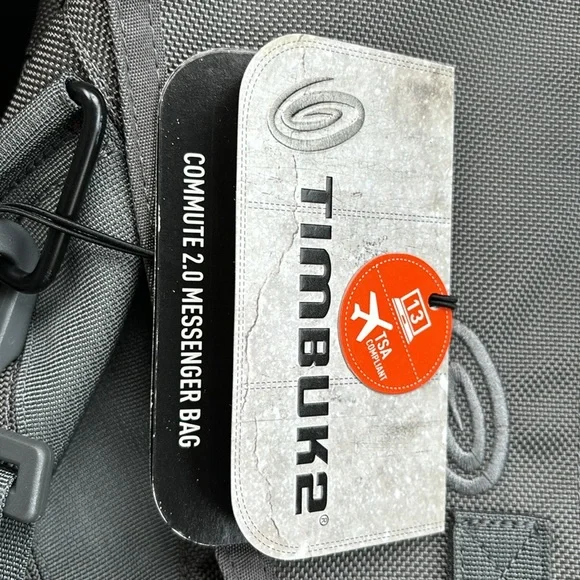 TIMBUK2®
13
TSA
COMPLIANT
COMMUTE 2.0 MESSENGER BAG